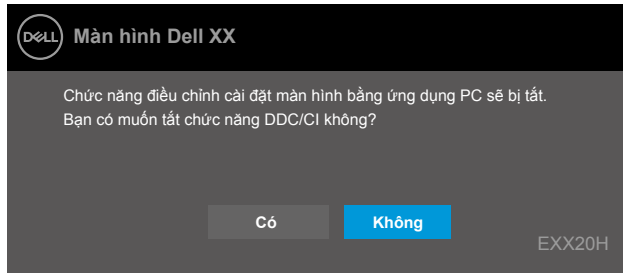 DELL Màn hình Dell XX
Chức năng điều chỉnh cài đặt màn hình bằng ứng dụng PC sẽ bị tắt.
Bạn có muốn tắt chức năng DDC/CI không?
Có Không
EXX20H